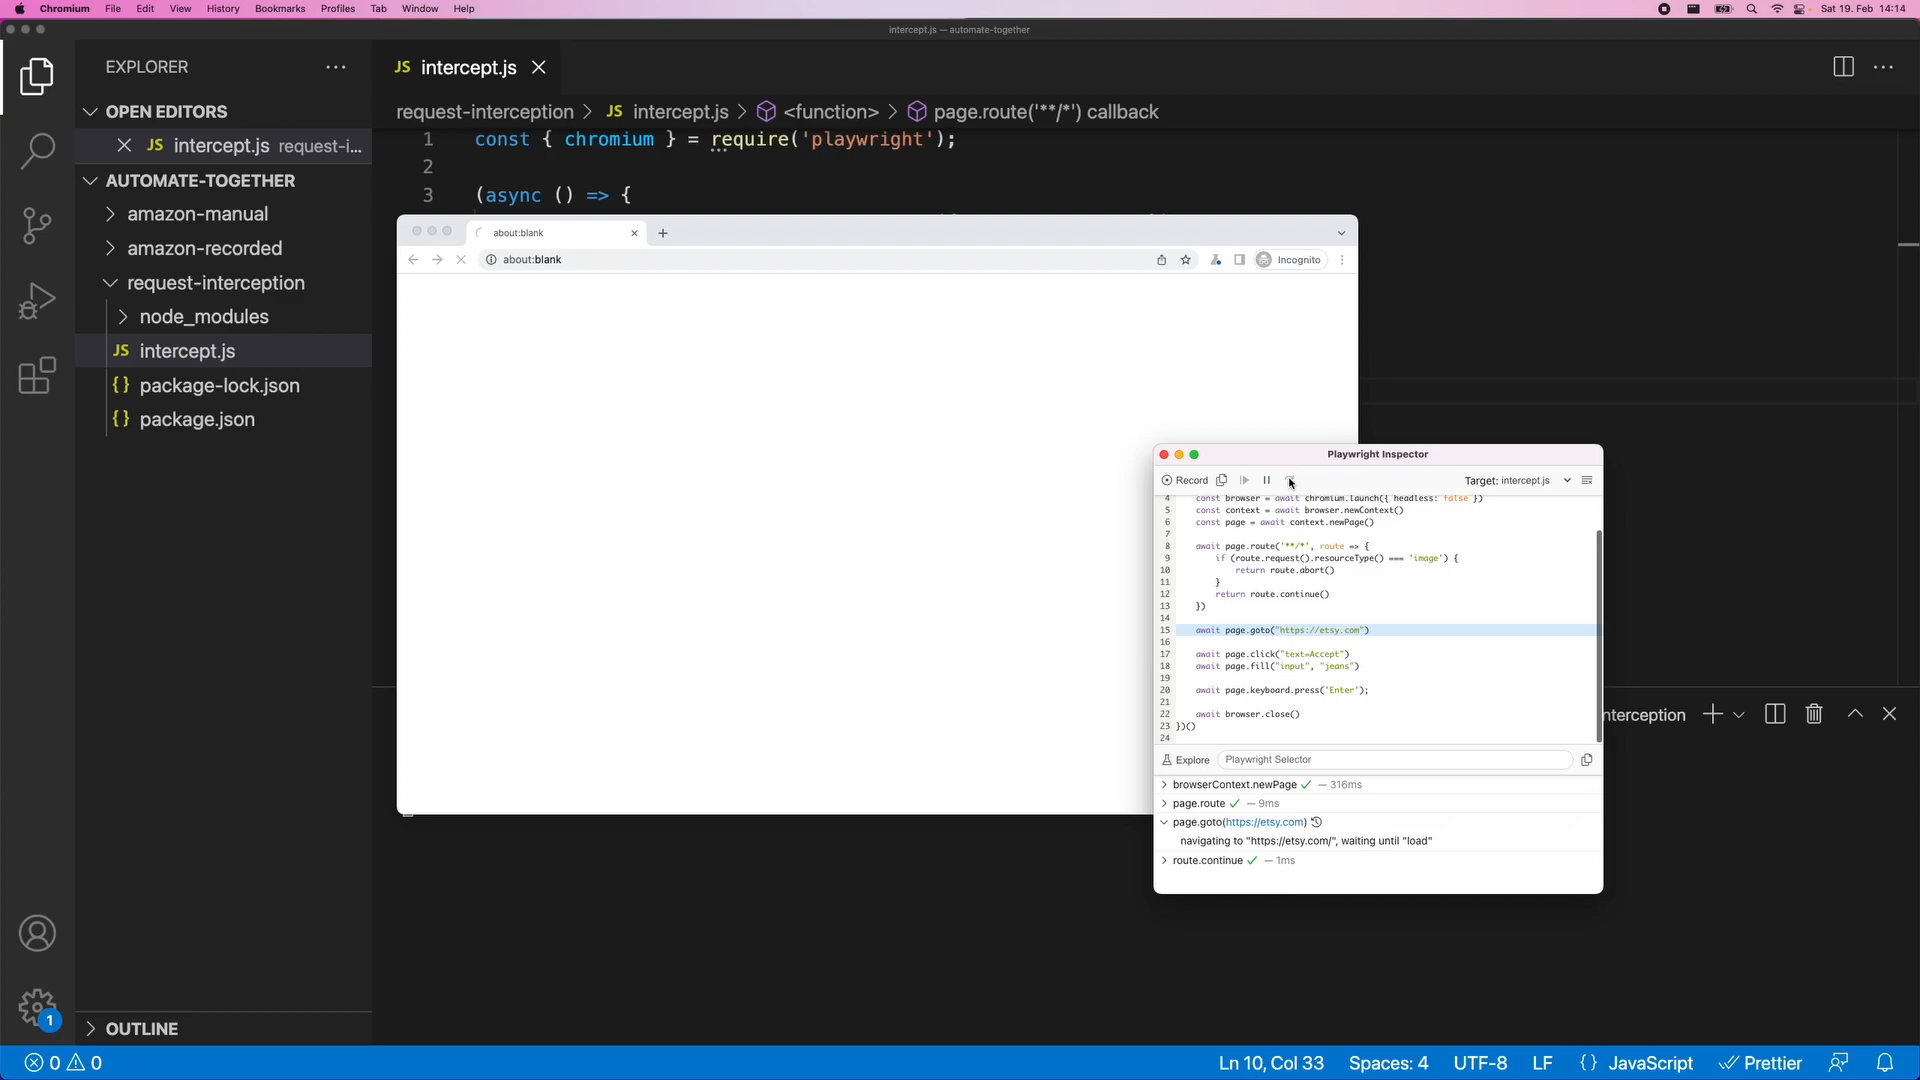 Chromium File Edit View History Bookmarks Profiles Tab Window Help
Sat 19. Feb 14:14
intercept.js — automate-together
EXPLORER
OPEN EDITORS
JS intercept.js request-i...
AUTOMATE-TOGETHER
amazon-manual
amazon-recorded
request-interception
node_modules
JS intercept.js
{} package-lock.json
{} package.json
OUTLINE
1
JS intercept.js
request-interception > JS intercept.js > <function> > page.route('**/*') callback
1 const { chromium } = require('playwright');
2
3 (async () => {
about:blank
about:blank
Incognito
Playwright Inspector
Record
Target: intercept.js
4 const browser = await chromium.launch({ headless: false })
5 const context = await browser.newContext()
6 const page = await context.newPage()
7
8 await page.route('**/*', route => {
9 if (route.request().resourceType() === 'image') {
10 return route.abort()
11 }
12 return route.continue()
13 })
14
15 await page.goto("https://etsy.com")
16
17 await page.click("text=Accept")
18 await page.fill("input", "jeans")
19
20 await page.keyboard.press('Enter');
21
22 await browser.close()
23 })()
24
Explore Playwright Selector
browserContext.newPage ✓ — 316ms
page.route ✓ — 9ms
page.goto(https://etsy.com)
navigating to "https://etsy.com/", waiting until "load"
route.continue ✓ — 1ms
nterception
0 0
Ln 10, Col 33 Spaces: 4 UTF-8 LF {} JavaScript Prettier